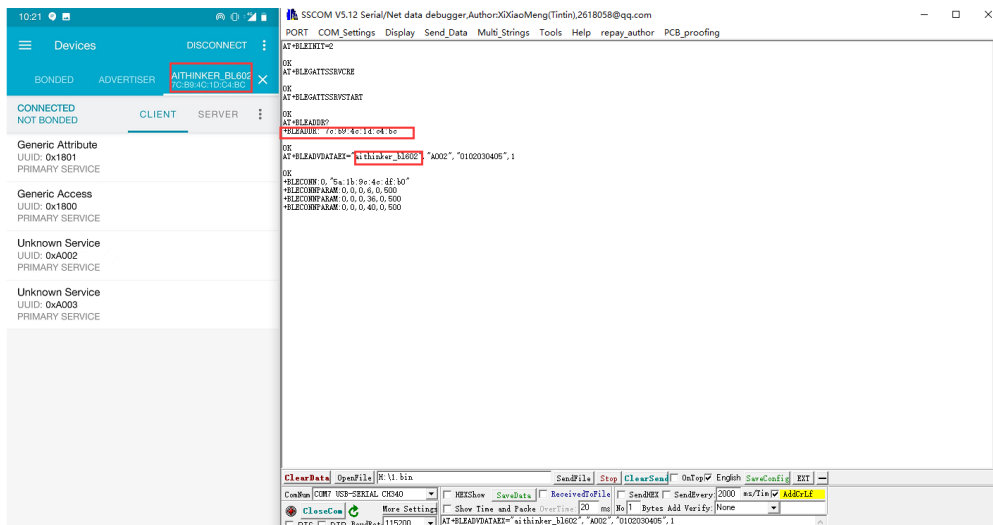 10:21
Devices
DISCONNECT
BONDED
ADVERTISER
AITHINKER_BL602
7C:B9:4C:1D:C4:BC
CONNECTED
NOT BONDED
CLIENT
SERVER
Generic Attribute
UUID: 0x1801
PRIMARY SERVICE
Generic Access
UUID: 0x1800
PRIMARY SERVICE
Unknown Service
UUID: 0xA002
PRIMARY SERVICE
Unknown Service
UUID: 0xA003
PRIMARY SERVICE
SSCOM V5.12 Serial/Net data debugger,Author:XiXiaoMeng(Tintin),2618058@qq.com
PORT COM_Settings Display Send_Data Multi_Strings Tools Help repay_author PCB_proofing
AT+BLEINIT=2
OK
AT+BLEGATTSSRVCRE
OK
AT+BLEGATTSSRVSTART
OK
AT+BLEADDR?
+BLEADDR: "7c:b9:4c:1d:c4:bc
OK
AT+BLEADVDATAEX="aithinker_bl602","A002","0102030405",1
OK
+BLECONN:0,"5a:1b:9c:4c:df:b0"
+BLECONNPARAM:0,0,0,6,0,500
+BLECONNPARAM:0,0,0,36,0,500
+BLECONNPARAM:0,0,0,40,0,500
ClearData OpenFile K:\1.bin SendFile Stop ClearSend OnTop English SaveConfig EXT —
ComNum COM7 USB-SERIAL CH340 HEXShow SaveData ReceivedToFile SendHEX SendEvery: 2000 ms/Tim AddCrLf
CloseCom More Settings Show Time and Packe OverTime: 20 ms No 1 Bytes Add Verify: None
RTS DTR BaudRat 115200 AT+BLEADVDATAEX="aithinker_bl602","A002","0102030405",1